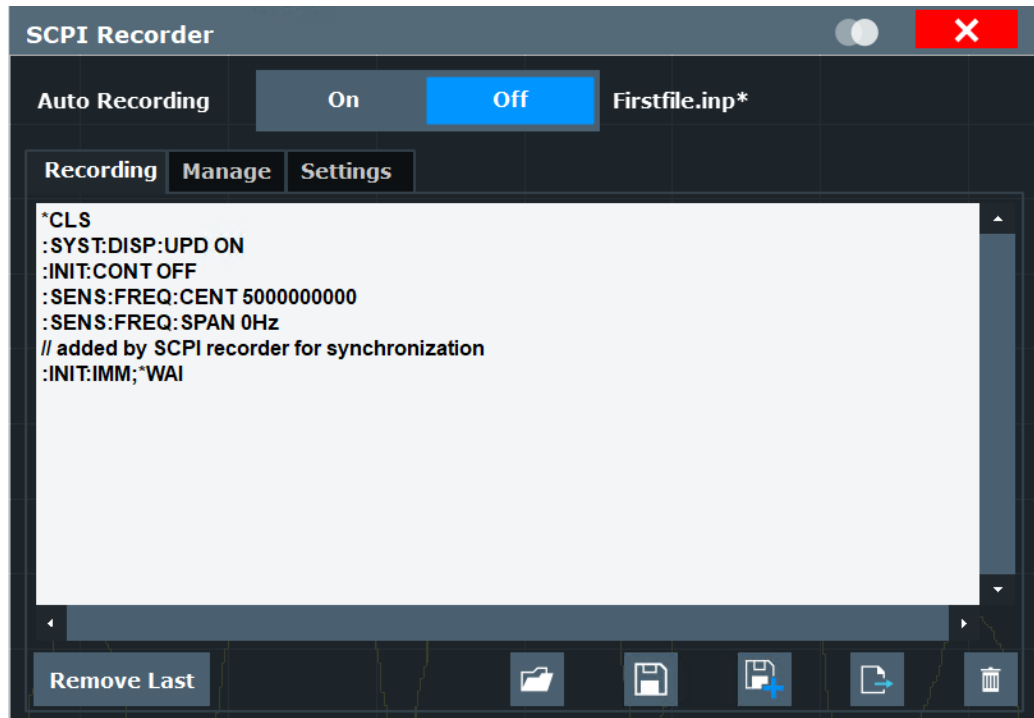 SCPI Recorder
Auto Recording On Off Firstfile.inp*
Recording Manage Settings
*CLS
:SYST:DISP:UPD ON
:INIT:CONT OFF
:SENS:FREQ:CENT 5000000000
:SENS:FREQ:SPAN 0Hz
// added by SCPI recorder for synchronization
:INIT:IMM;*WAI
Remove Last